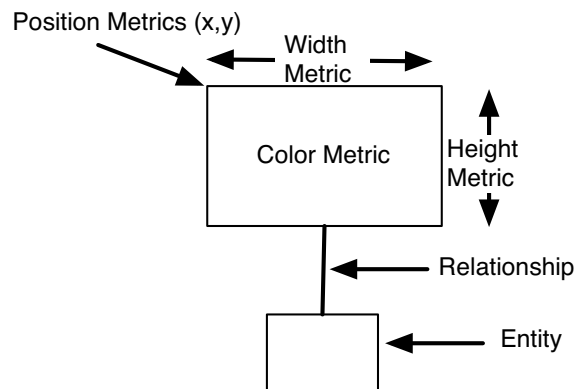 Position Metrics (x,y)
Width
Metric
Color Metric
Height
Metric
Relationship
Entity